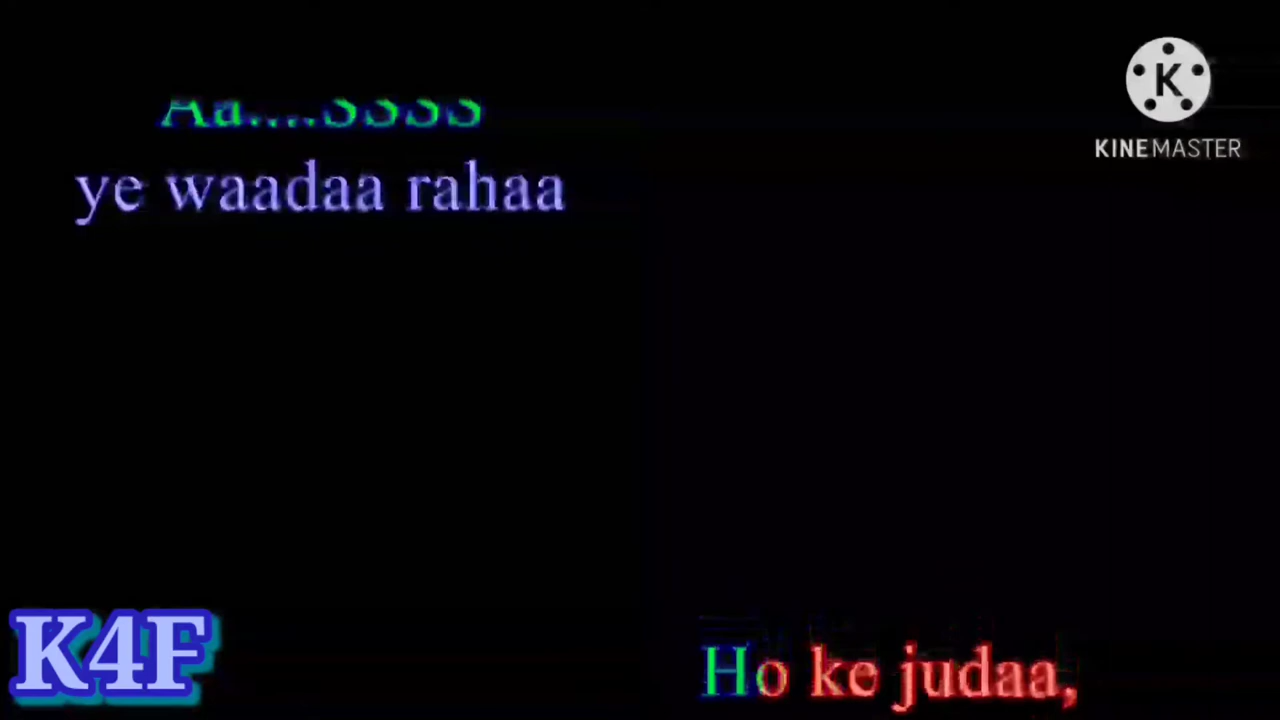 K
KINEMASTER
Aa....SSSS
ye waadaa rahaa
K4F
Ho ke judaa,